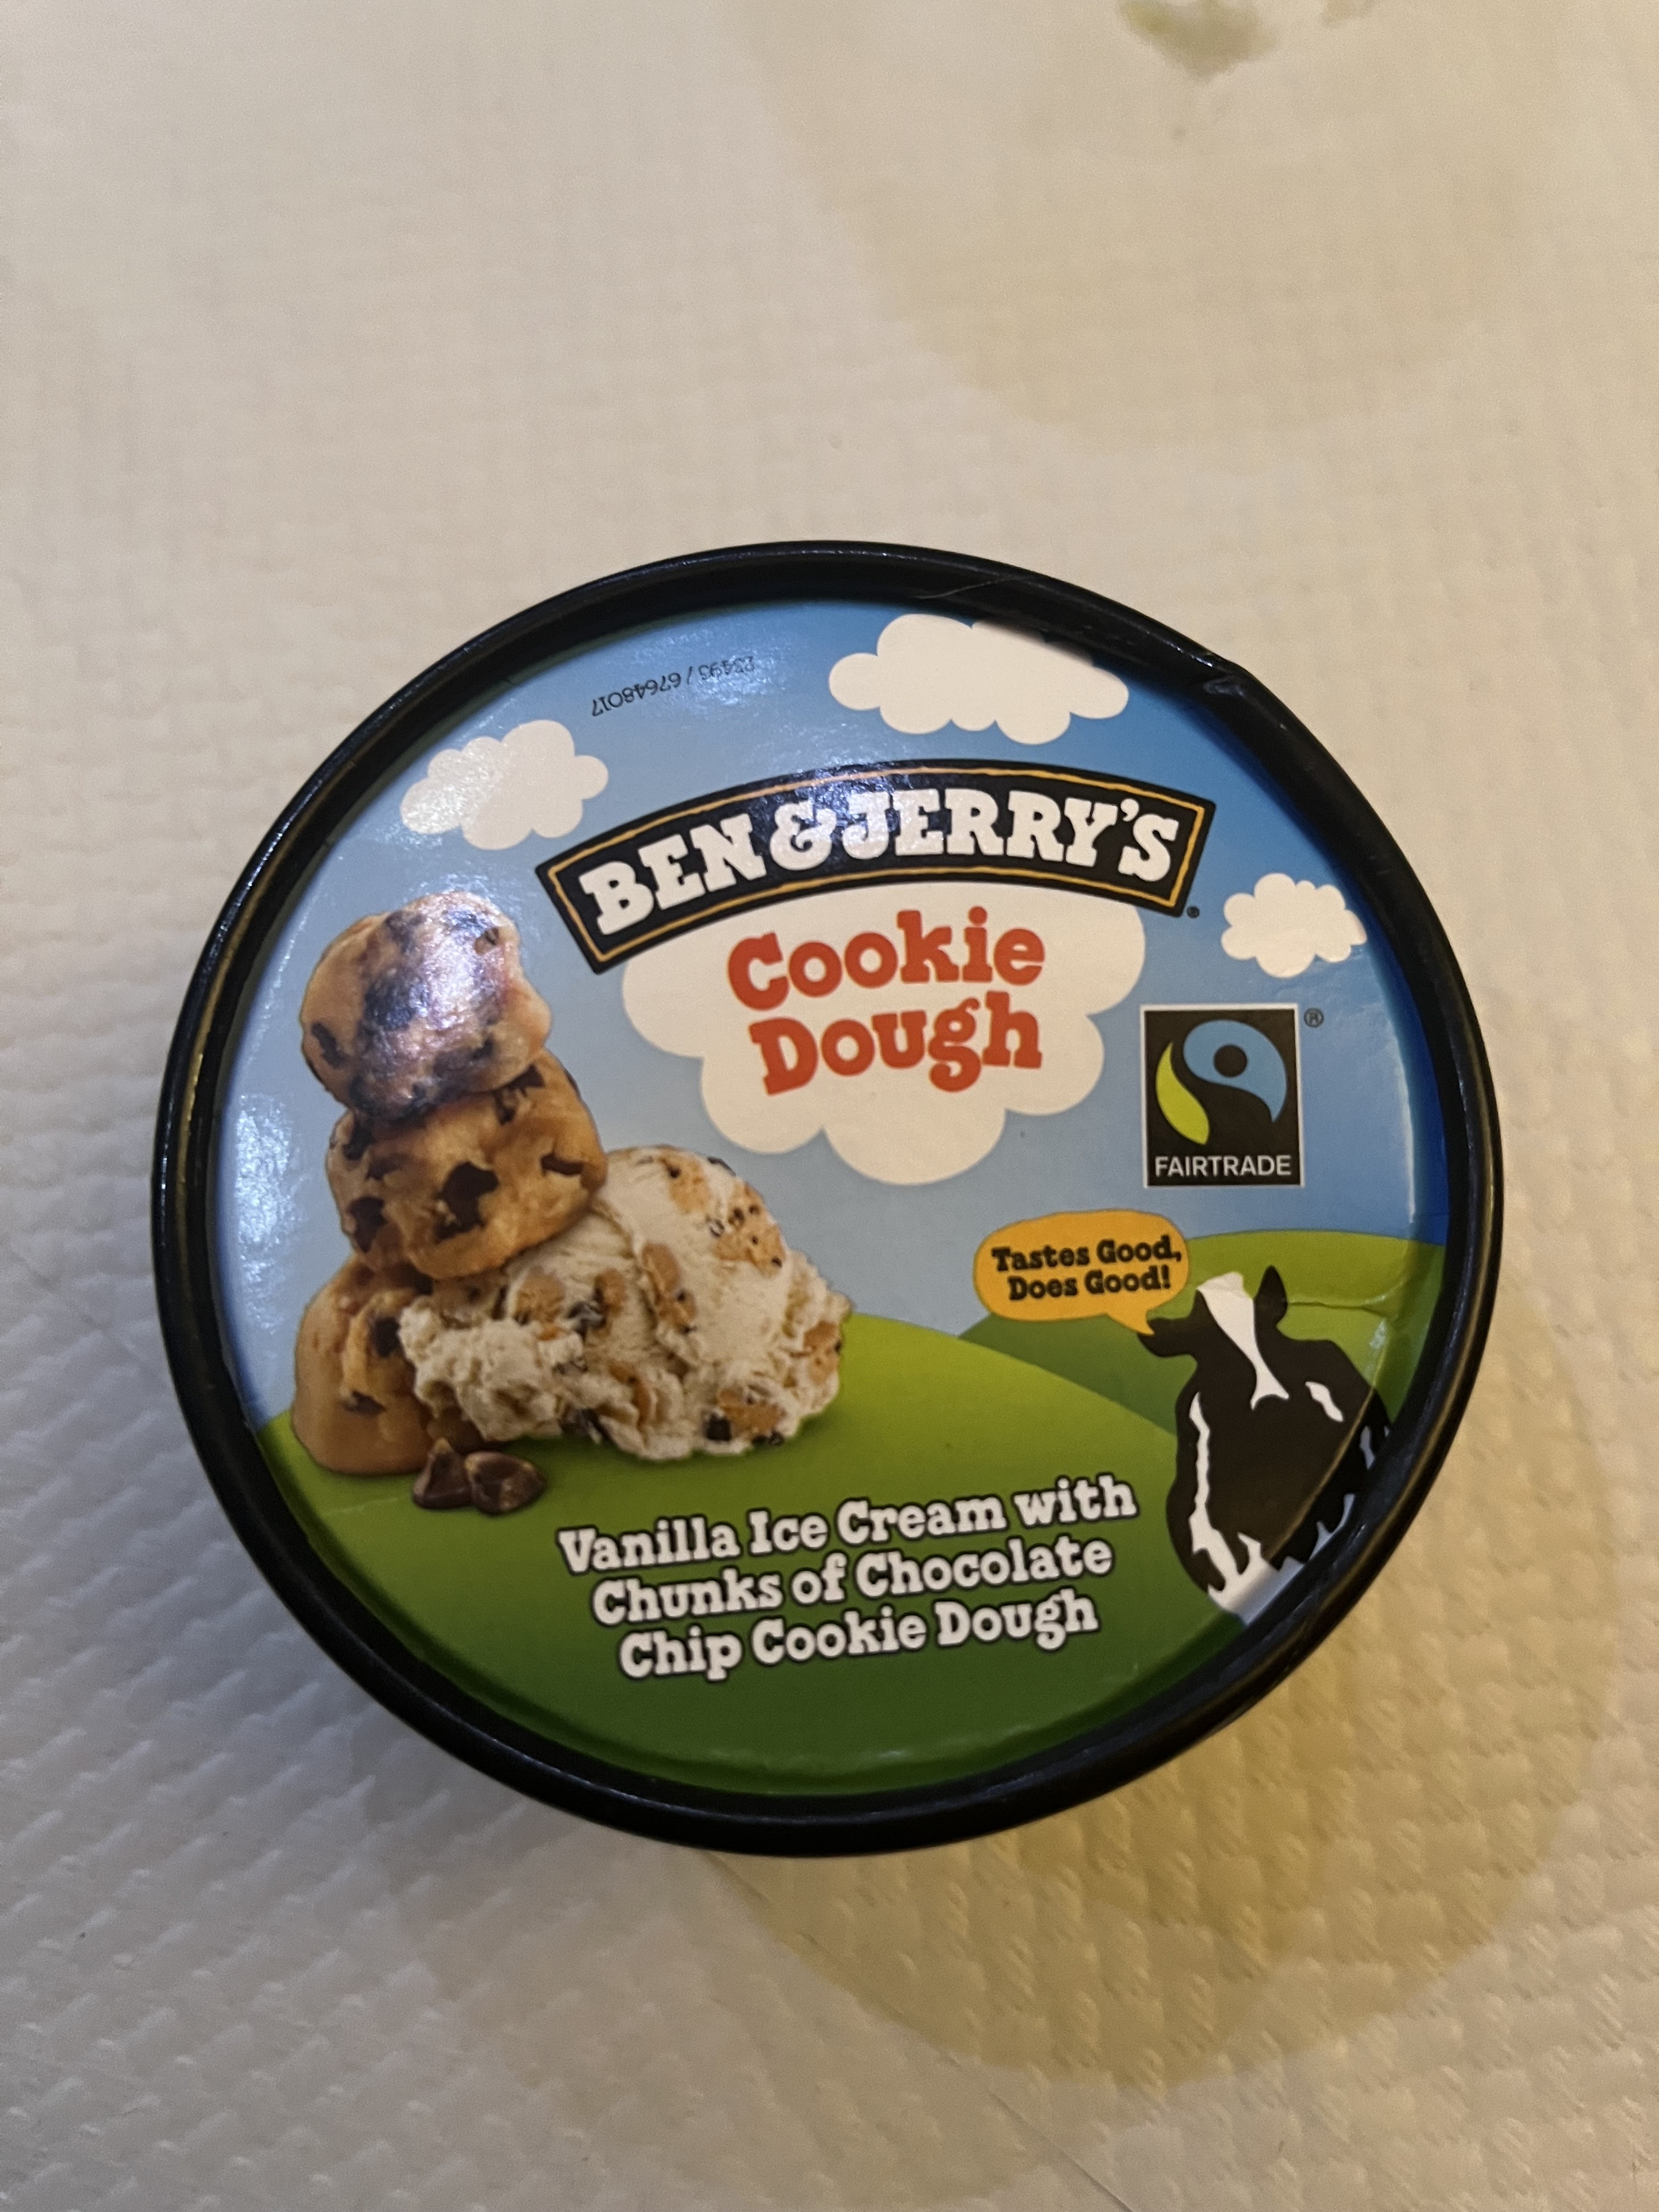 23493 / 67648017
BEN & JERRY'S
Cookie
Dough
®
FAIRTRADE
Tastes Good,
Does Good!
Vanilla Ice Cream with
Chunks of Chocolate
Chip Cookie Dough